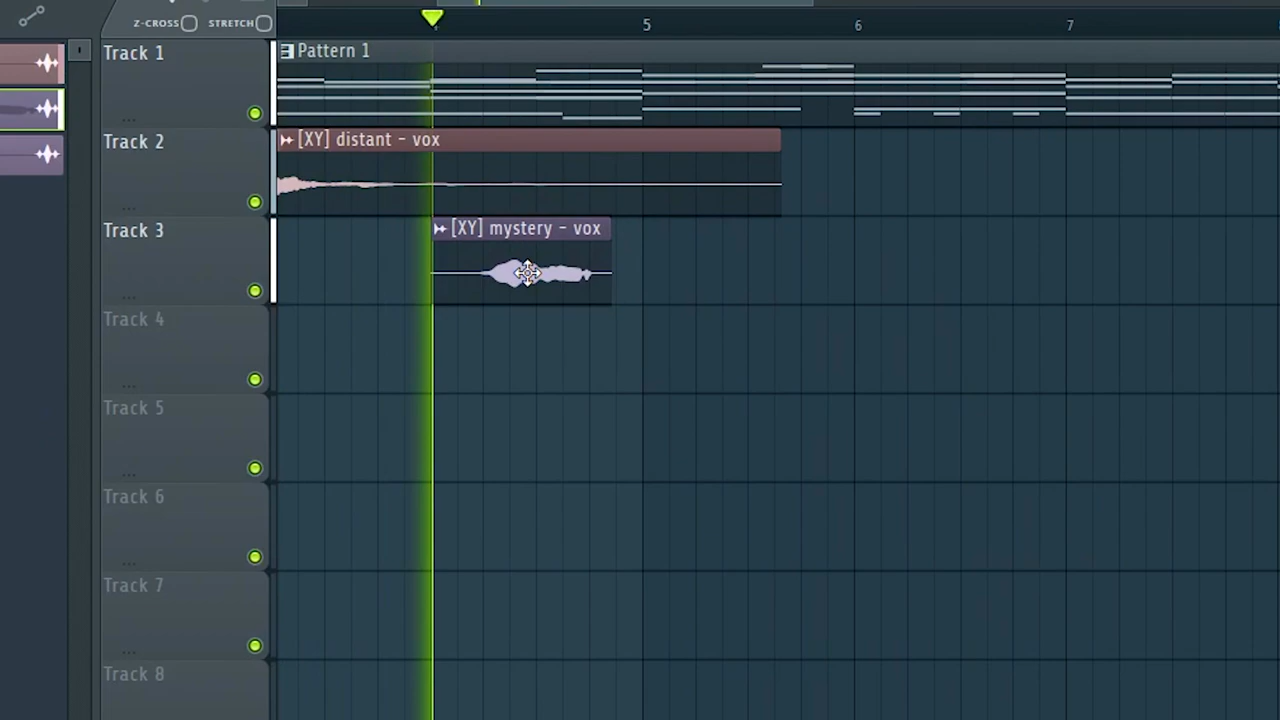 Z-CROSS STRETCH
5 6 7
Track 1
Pattern 1
...
Track 2
[XY] distant - vox
...
Track 3
[XY] mystery - vox
...
Track 4
...
Track 5
...
Track 6
...
Track 7
...
Track 8